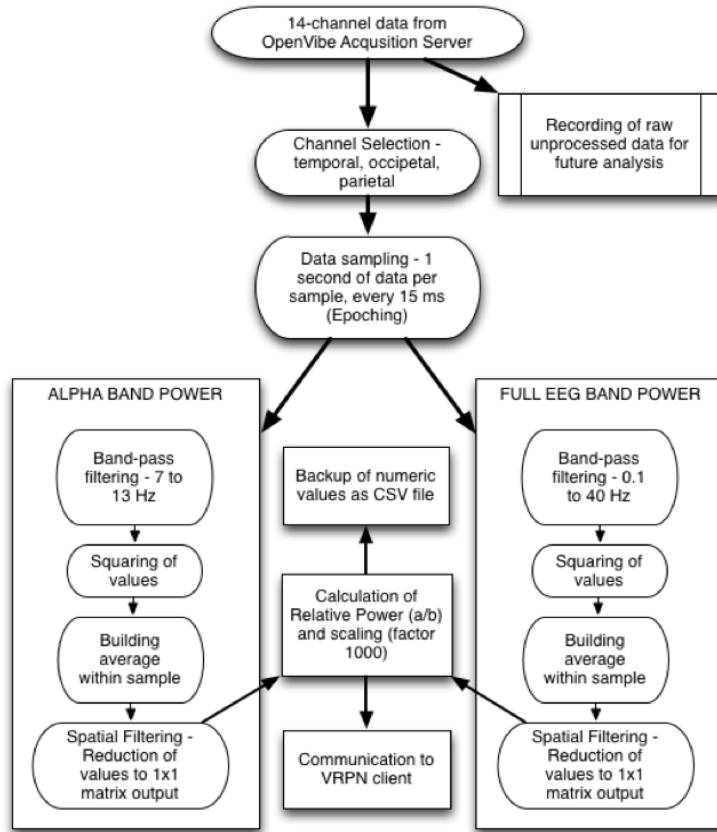 14-channel data from
OpenVibe Acqusition Server
Recording of raw
unprocessed data for
future analysis
Channel Selection -
temporal, occipetal,
parietal
Data sampling - 1
second of data per
sample, every 15 ms
(Epoching)
ALPHA BAND POWER
Band-pass
filtering - 7 to
13 Hz
Squaring of
values
Building
average
within sample
Spatial Filtering -
Reduction of
values to 1x1
matrix output
Backup of numeric
values as CSV file
Calculation of
Relative Power (a/b)
and scaling (factor
1000)
Communication to
VRPN client
FULL EEG BAND POWER
Band-pass
filtering - 0.1
to 40 Hz
Squaring of
values
Building
average
within sample
Spatial Filtering -
Reduction of
values to 1x1
matrix output